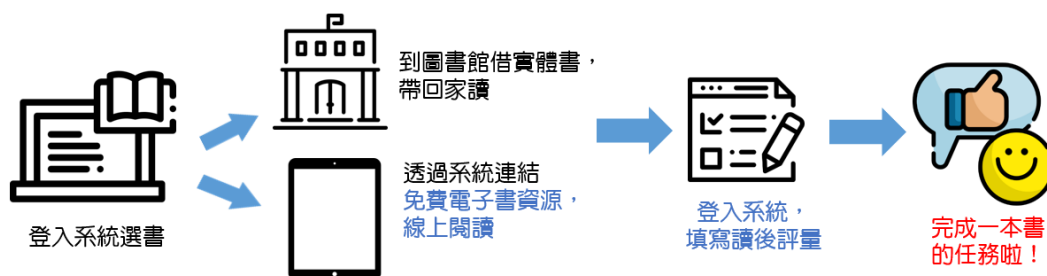 登入系統選書
到圖書館借實體書，
帶回家讀
透過系統連結
免費電子書資源，
線上閱讀
登入系統，
填寫讀後評量
完成一本書
的任務啦！